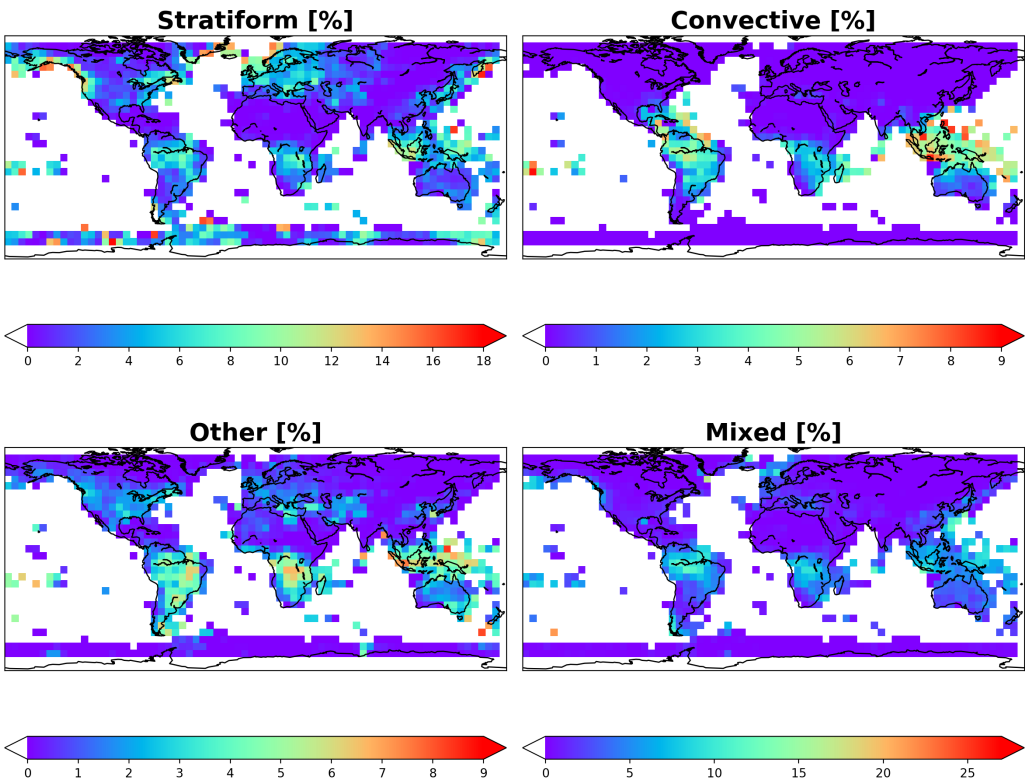 Stratiform [%]
Convective [%]
0 2 4 6 8 10 12 14 16 18
0 1 2 3 4 5 6 7 8 9
Other [%]
Mixed [%]
0 1 2 3 4 5 6 7 8 9
0 5 10 15 20 25